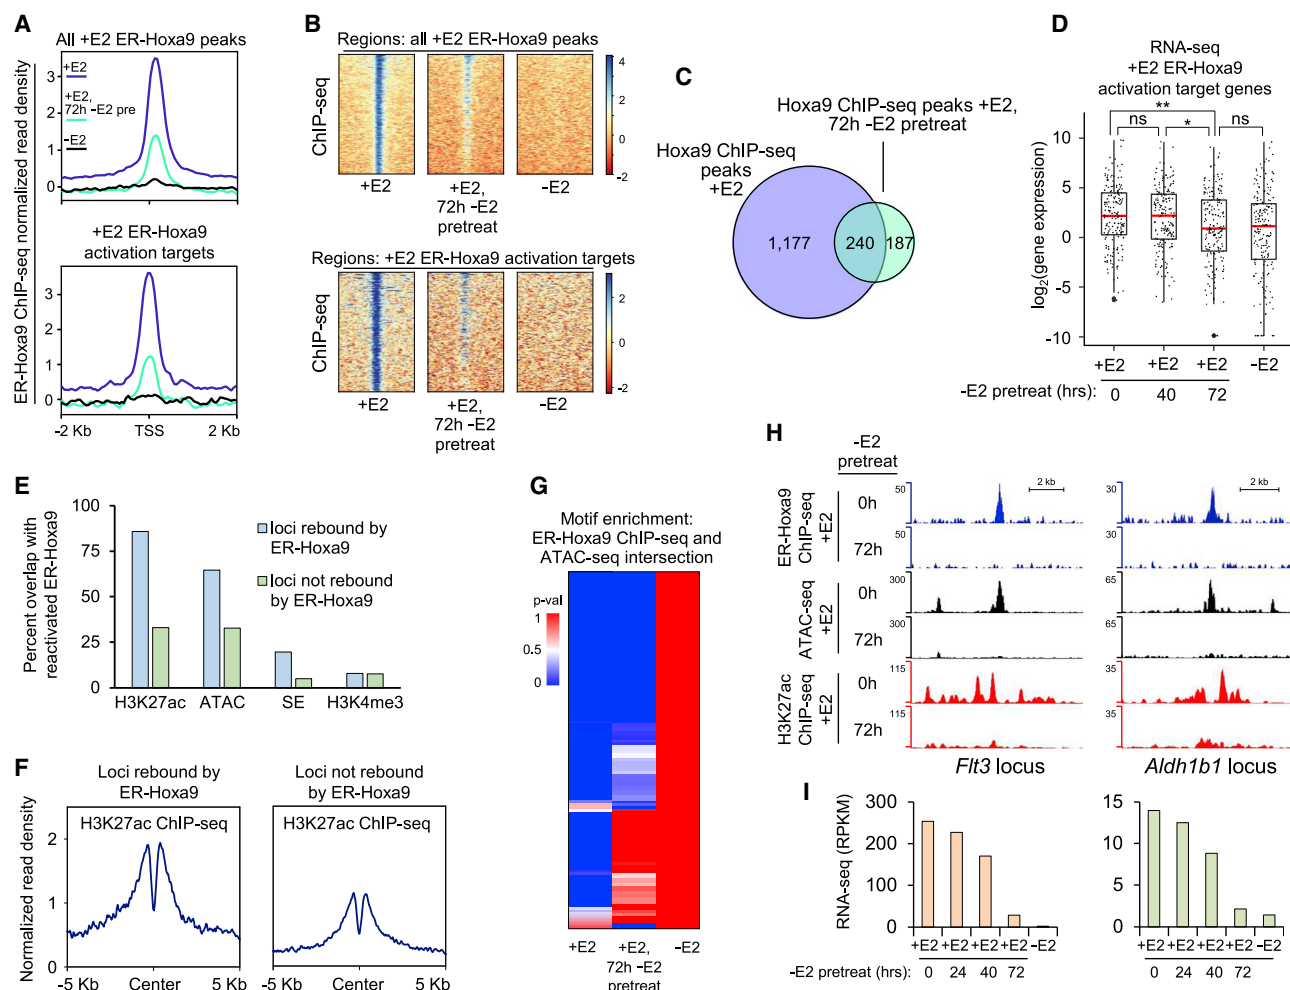 A
All +E2 ER-Hoxa9 peaks
ER-Hoxa9 ChIP-seq normalized read density
+E2
+E2,
72h -E2 pre
-E2
3
2
1
0
+E2 ER-Hoxa9
activation targets
3
2
1
0
-2 Kb TSS 2 Kb
B
Regions: all +E2 ER-Hoxa9 peaks
ChIP-seq
4
2
0
-2
+E2 +E2, -E2
72h -E2
pretreat
Regions: +E2 ER-Hoxa9 activation targets
ChIP-seq
2
0
-2
+E2 +E2, -E2
72h -E2
pretreat
C
Hoxa9 ChIP-seq peaks +E2,
72h -E2 pretreat
Hoxa9 ChIP-seq
peaks
+E2
1,177 240 187
D
RNA-seq
+E2 ER-Hoxa9
activation target genes
**
ns * ns
log2(gene expression)
10
5
0
-5
-10
+E2 +E2 +E2 -E2
-E2 pretreat (hrs): 0 40 72
E
Percent overlap with
reactivated ER-Hoxa9
100
75
50
25
0
loci rebound by
ER-Hoxa9
loci not rebound
by ER-Hoxa9
H3K27ac ATAC SE H3K4me3
F
Loci rebound by
ER-Hoxa9
Loci not rebound
by ER-Hoxa9
H3K27ac ChIP-seq
H3K27ac ChIP-seq
Normalized read density
2
1
0
-5 Kb Center 5 Kb
-5 Kb Center 5 Kb
G
Motif enrichment:
ER-Hoxa9 ChIP-seq and
ATAC-seq intersection
p-val
1
0.5
0
+E2 +E2, -E2
72h -E2
pretreat
H
-E2
pretreat
ER-Hoxa9
ChIP-seq
+E2
0h
72h
ATAC-seq
+E2
0h
72h
H3K27ac
ChIP-seq
+E2
0h
72h
50
2 kb
50
300
300
115
115
30
2 kb
30
65
65
35
35
Flt3 locus
Aldh1b1 locus
I
RNA-seq (RPKM)
300
200
100
0
+E2 +E2 +E2 +E2 -E2
-E2 pretreat (hrs): 0 24 40 72
15
10
5
0
+E2 +E2 +E2 +E2 -E2
0 24 40 72